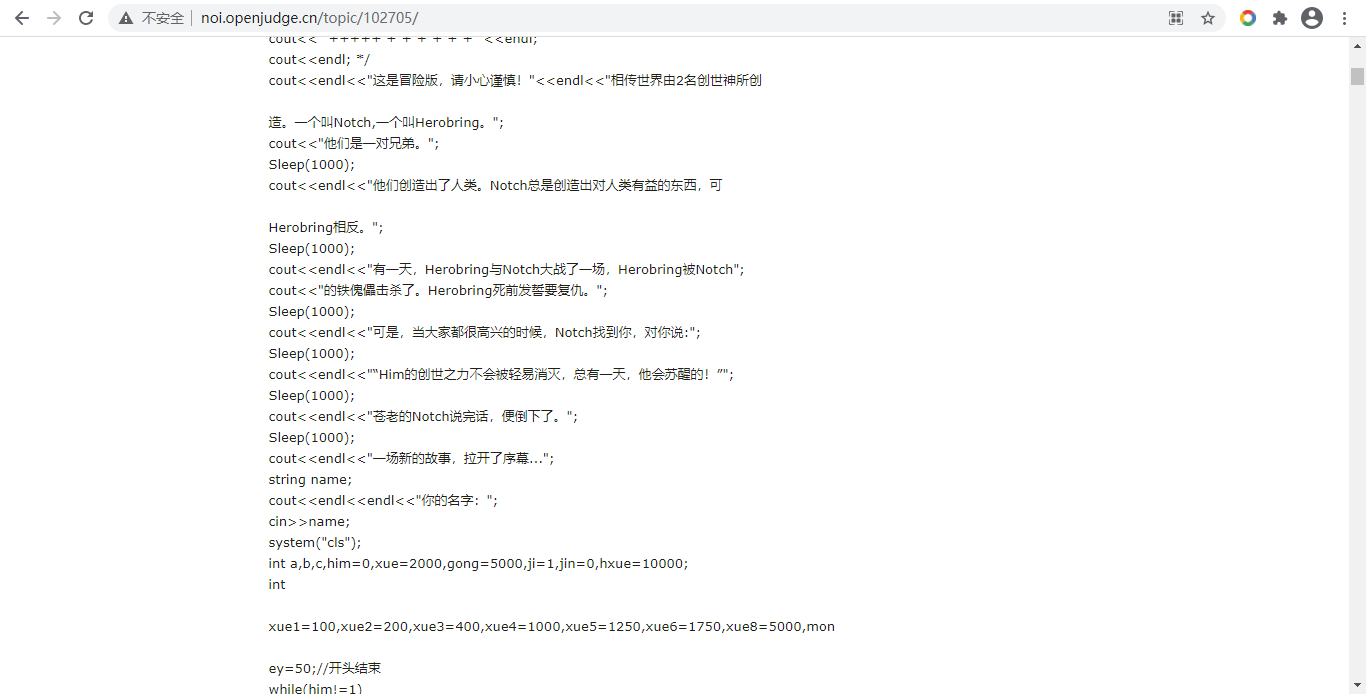 不安全
noi.openjudge.cn/topic/102705/
cout<<" +++++ + + + + + + "<<endl;
cout<<endl; */
cout<<endl<<"这是冒险版，请小心谨慎！"<<endl<<"相传世界由2名创世神所创
造。一个叫Notch,一个叫Herobring。";
cout<<"他们是一对兄弟。";
Sleep(1000);
cout<<endl<<"他们创造出了人类。Notch总是创造出对人类有益的东西，可
Herobring相反。";
Sleep(1000);
cout<<endl<<"有一天，Herobring与Notch大战了一场，Herobring被Notch";
cout<<"的铁傀儡击杀了。Herobring死前发誓要复仇。";
Sleep(1000);
cout<<endl<<"可是，当大家都很高兴的时候，Notch找到你，对你说:";
Sleep(1000);
cout<<endl<<"“Him的创世之力不会被轻易消灭，总有一天，他会苏醒的！”";
Sleep(1000);
cout<<endl<<"苍老的Notch说完话，便倒下了。";
Sleep(1000);
cout<<endl<<"一场新的故事，拉开了序幕...";
string name;
cout<<endl<<endl<<"你的名字：";
cin>>name;
system("cls");
int a,b,c,him=0,xue=2000,gong=5000,ji=1,jin=0,hxue=10000;
int
xue1=100,xue2=200,xue3=400,xue4=1000,xue5=1250,xue6=1750,xue8=5000,mon
ey=50;//开头结束
while(him!=1)